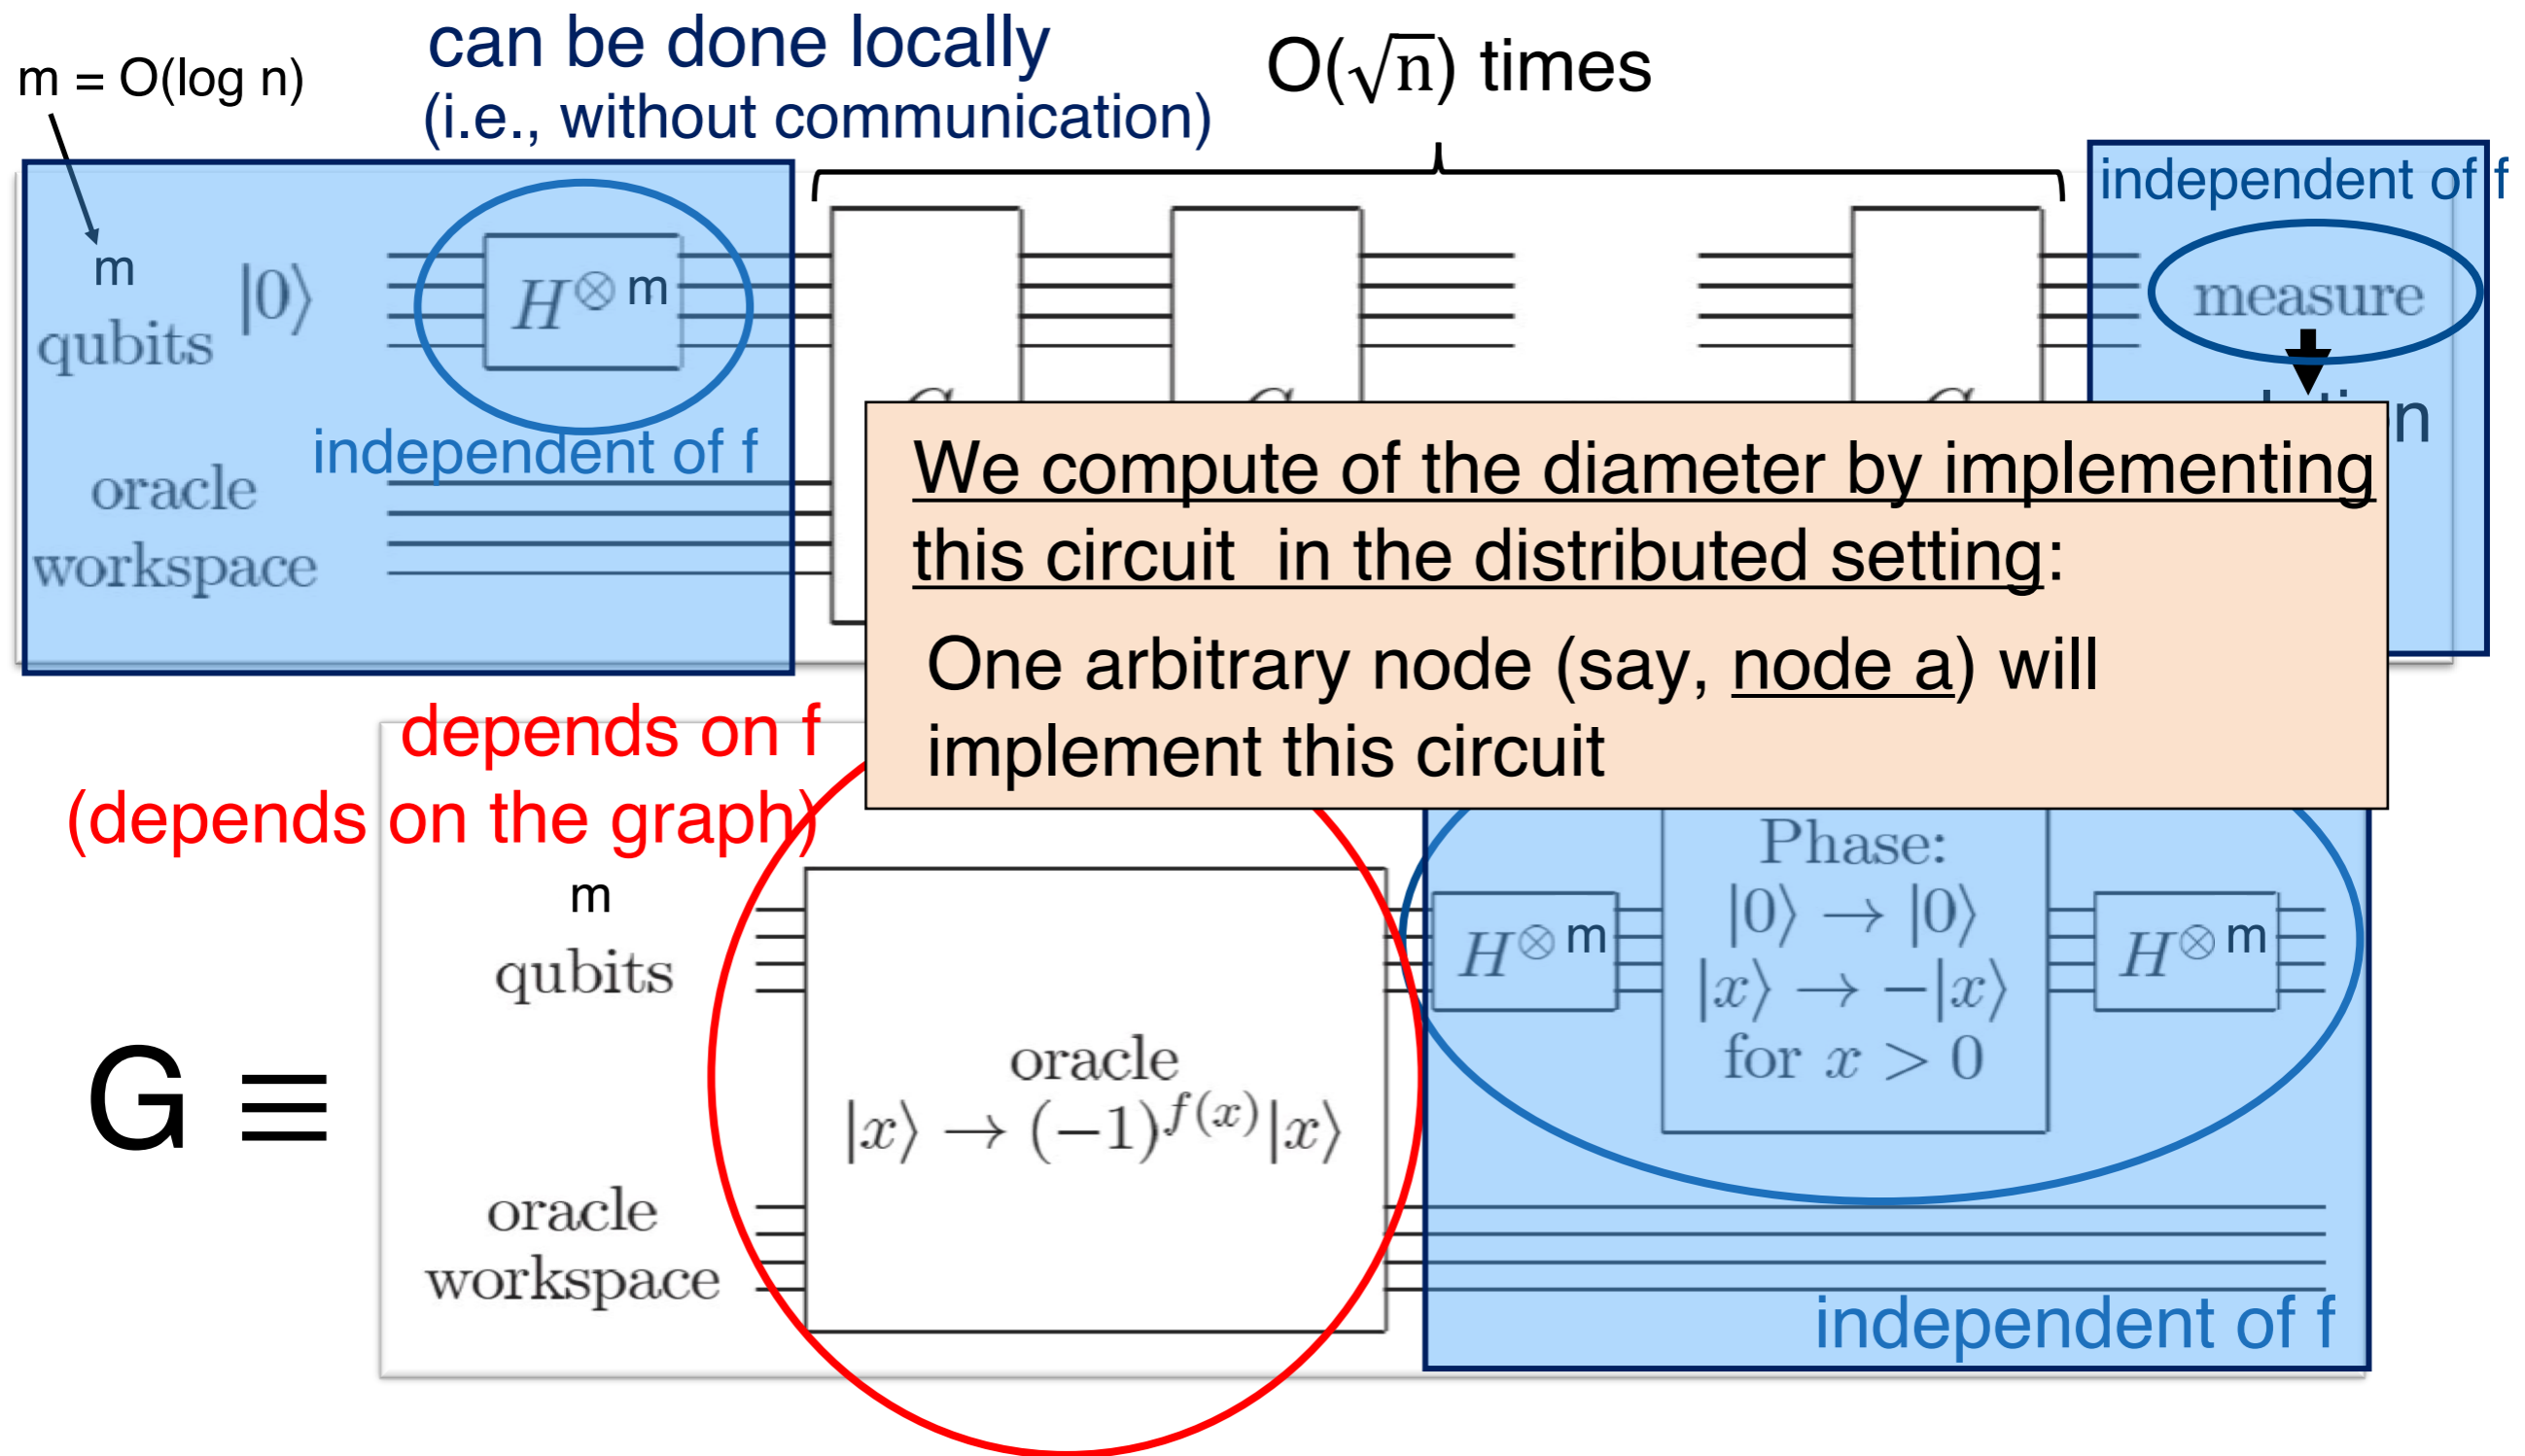 can be done locally
(i.e., without communication)
m = O(log n)
O(√n) times
independent of f
m
qubits
|0⟩
H^{⊗ m}
measure
independent of f
oracle
workspace
We compute of the diameter by implementing
this circuit in the distributed setting:
One arbitrary node (say, node a) will
implement this circuit
depends on f
(depends on the graph)
m
qubits
oracle
|x⟩ → (−1)^{f(x)}|x⟩
H^{⊗ m}
Phase:
|0⟩ → |0⟩
|x⟩ → −|x⟩
for x > 0
H^{⊗ m}
G ≡
oracle
workspace
independent of f